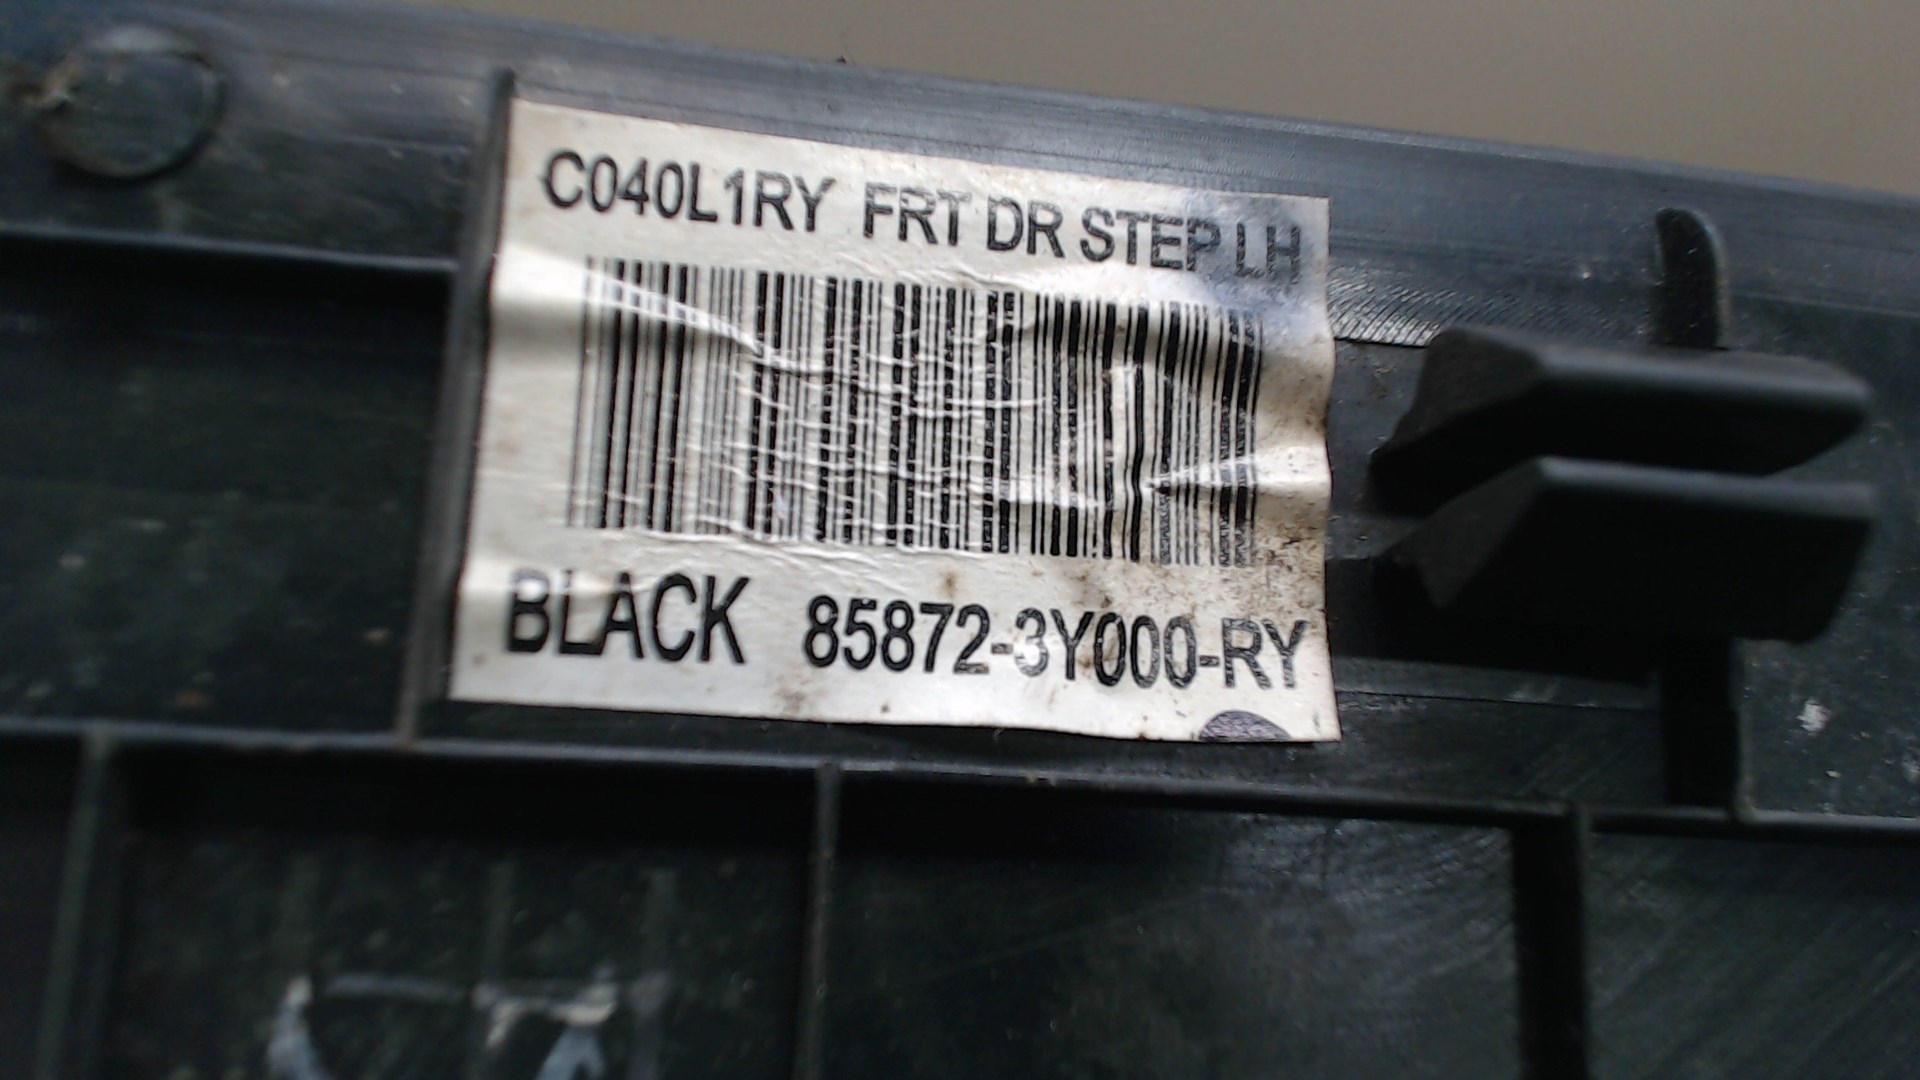 C040L1RY FRT DR STEP LH
BLACK 85872-3Y000-RY